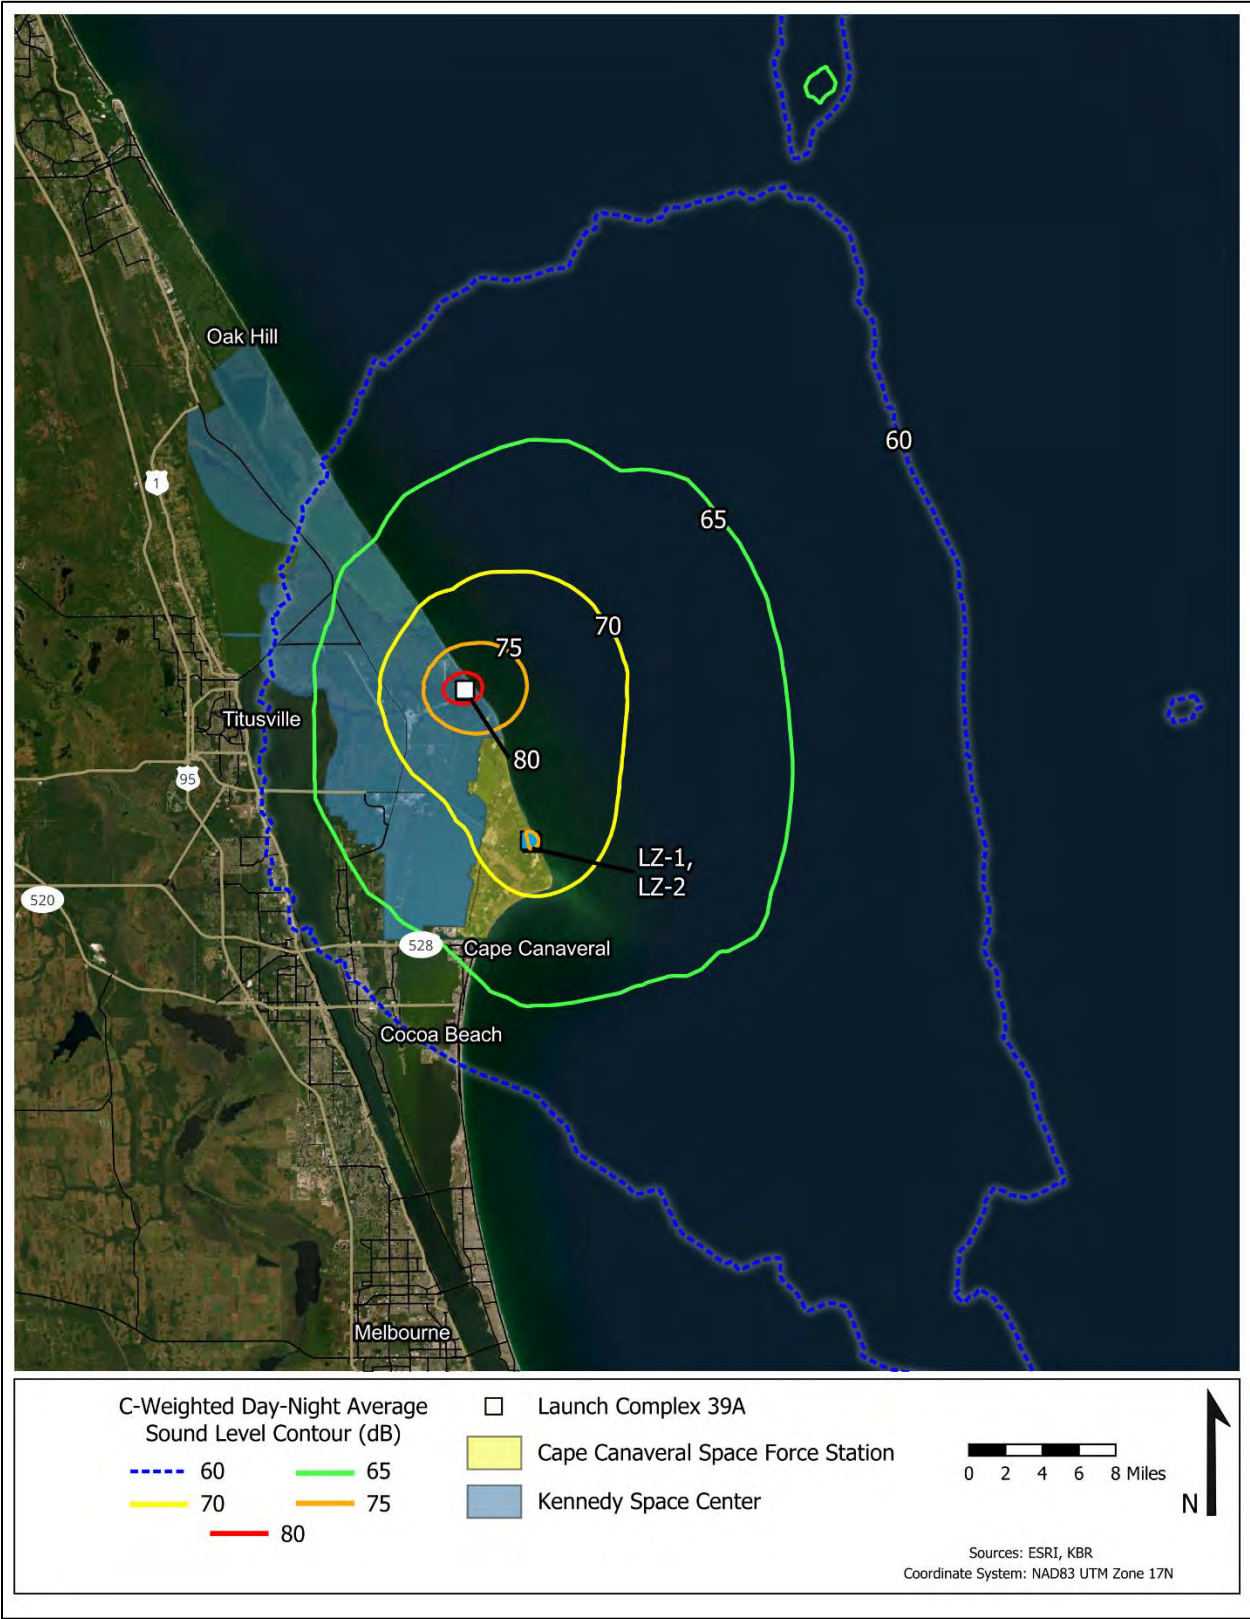 Oak Hill
60
1
65
70
75
Titusville
80
95
LZ-1,
LZ-2
520
528
Cape Canaveral
Cocoa Beach
Melbourne
C-Weighted Day-Night Average
Sound Level Contour (dB)
60
65
70
75
80
Launch Complex 39A
Cape Canaveral Space Force Station
Kennedy Space Center
0 2 4 6 8 Miles
N
Sources: ESRI, KBR
Coordinate System: NAD83 UTM Zone 17N